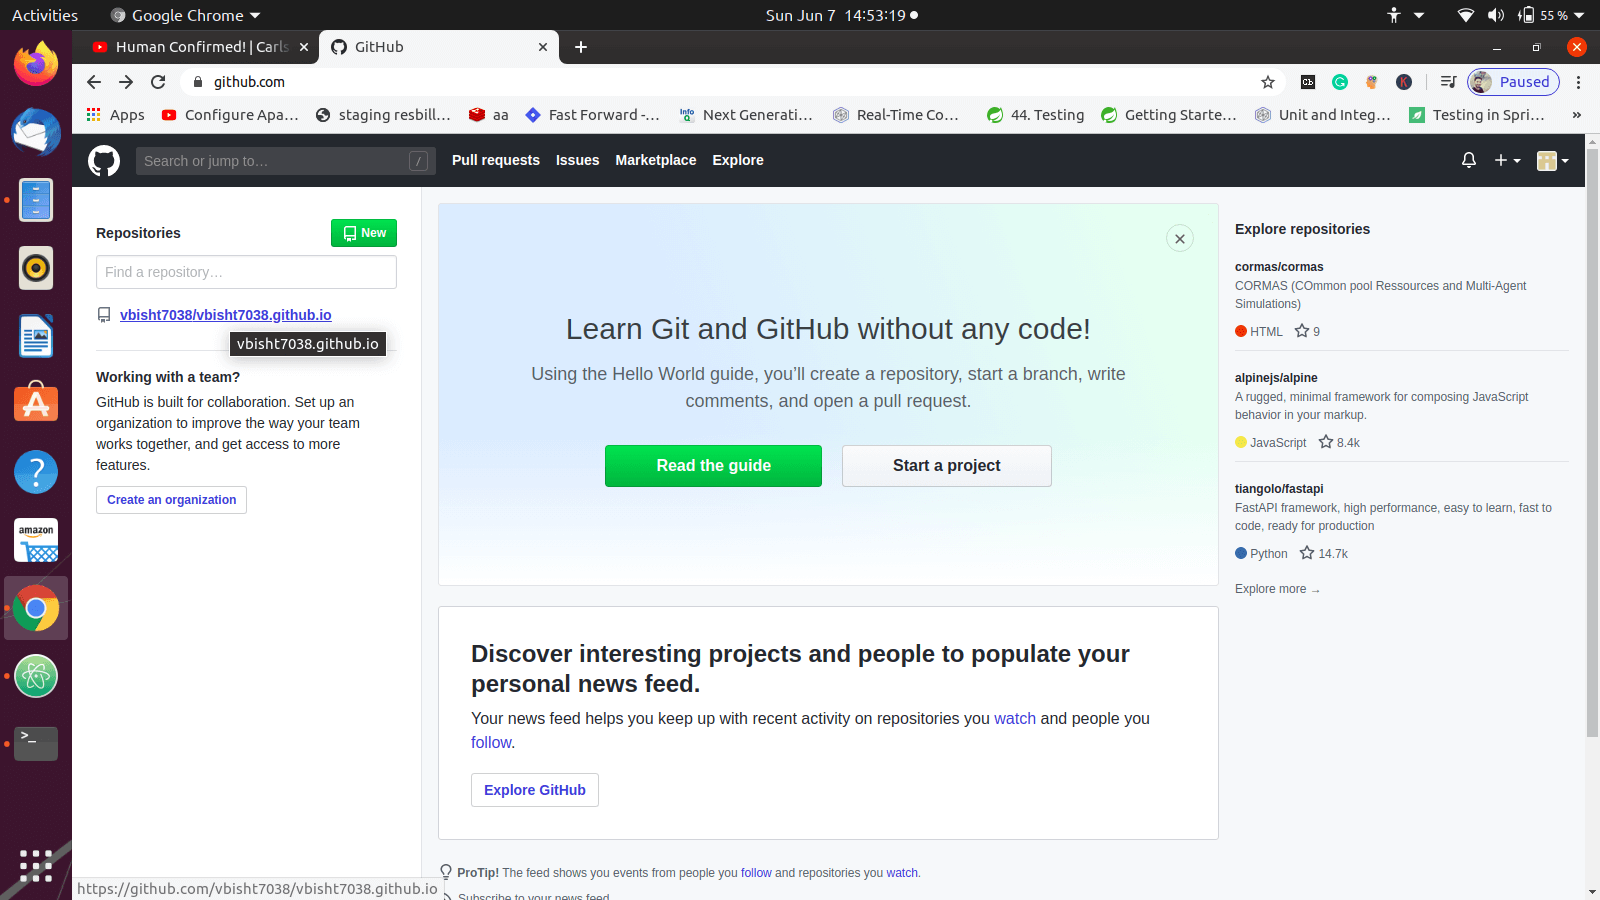 Activities
Google Chrome
Sun Jun 7 14:53:19
55 %
Human Confirmed! | Carls
GitHub
github.com
Paused
Apps
Configure Apa…
staging resbill…
aa
Fast Forward -…
Next Generati…
Real-Time Co…
44. Testing
Getting Starte…
Unit and Integ…
Testing in Spri…
»
Search or jump to…
/
Pull requests
Issues
Marketplace
Explore
Repositories
New
Find a repository…
vbisht7038/vbisht7038.github.io
vbisht7038.github.io
Working with a team?
GitHub is built for collaboration. Set up an
organization to improve the way your team
works together, and get access to more
features.
Create an organization
Learn Git and GitHub without any code!
Using the Hello World guide, you’ll create a repository, start a branch, write
comments, and open a pull request.
Read the guide
Start a project
Discover interesting projects and people to populate your
personal news feed.
Your news feed helps you keep up with recent activity on repositories you watch and people you
follow.
Explore GitHub
ProTip! The feed shows you events from people you follow and repositories you watch.
Subscribe to your news feed
Explore repositories
cormas/cormas
CORMAS (COmmon pool Ressources and Multi-Agent
Simulations)
HTML 9
alpinejs/alpine
A rugged, minimal framework for composing JavaScript
behavior in your markup.
JavaScript 8.4k
tiangolo/fastapi
FastAPI framework, high performance, easy to learn, fast to
code, ready for production
Python 14.7k
Explore more →
amazon
>_
https://github.com/vbisht7038/vbisht7038.github.io